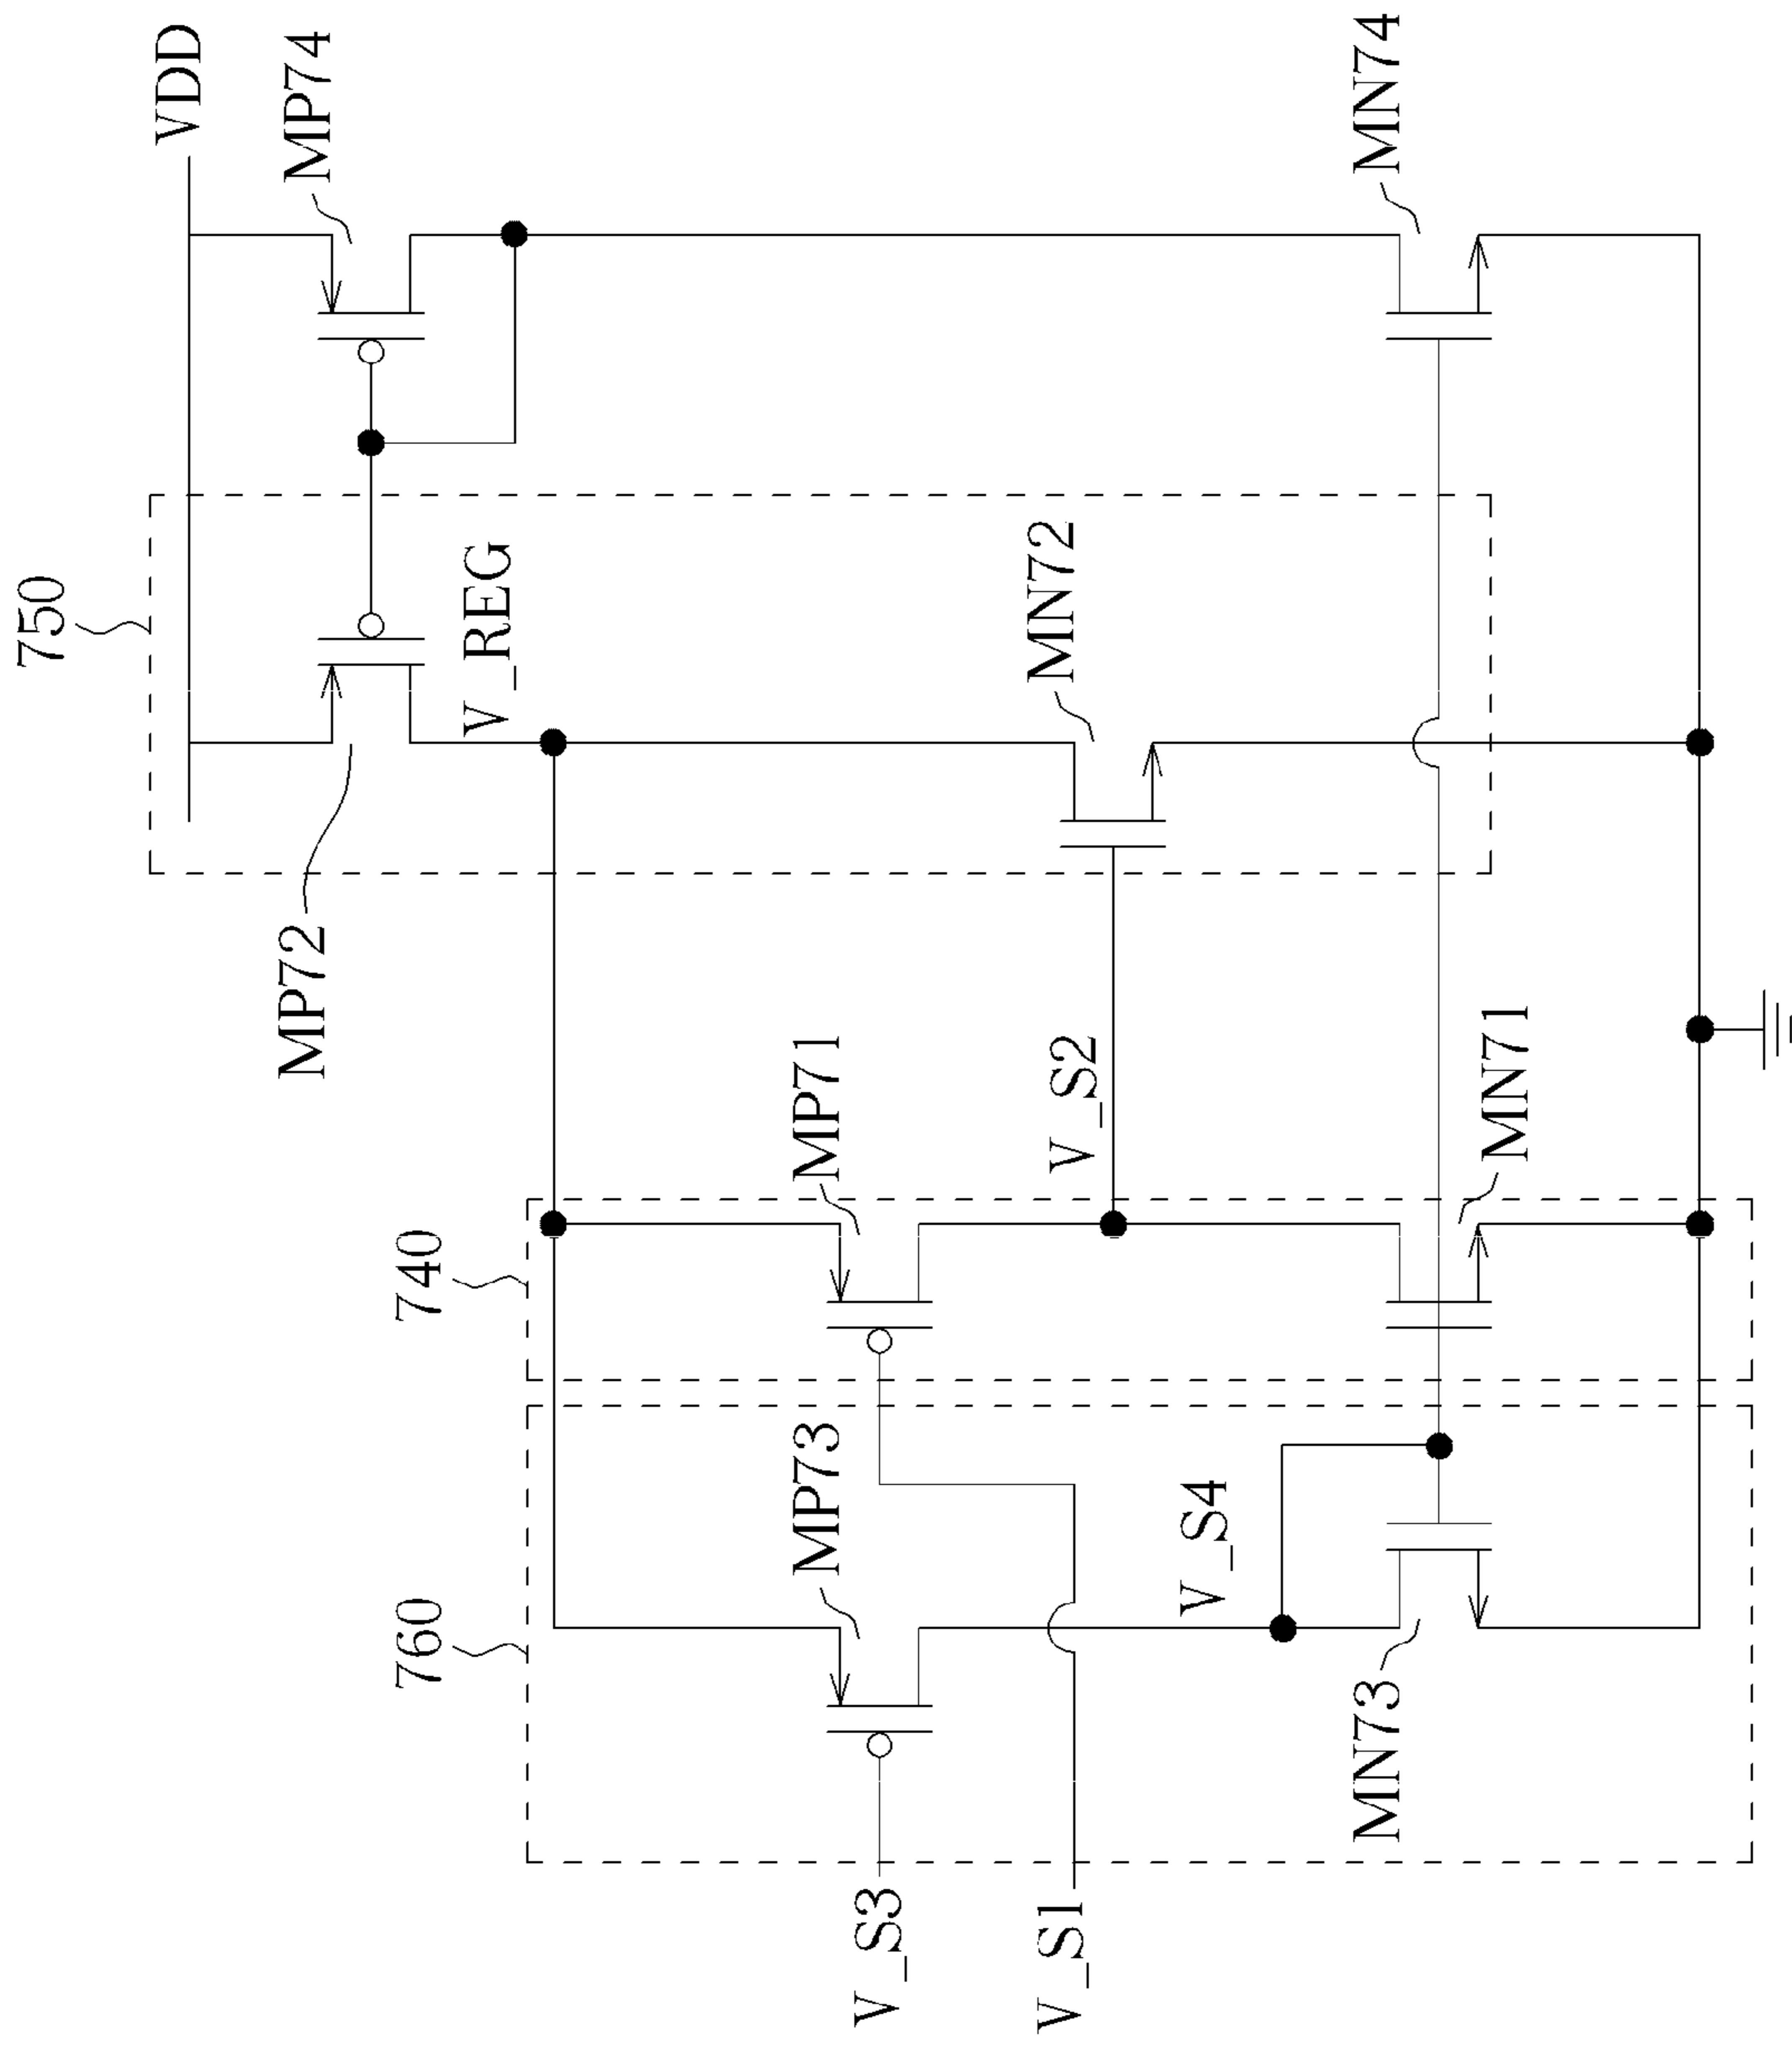 VDD
MP74
MN74
750
V_REG
MN72
MP72
MP71
V_S2
MN71
740
MP73
V_S4
760
MN73
V_S3
V_S1